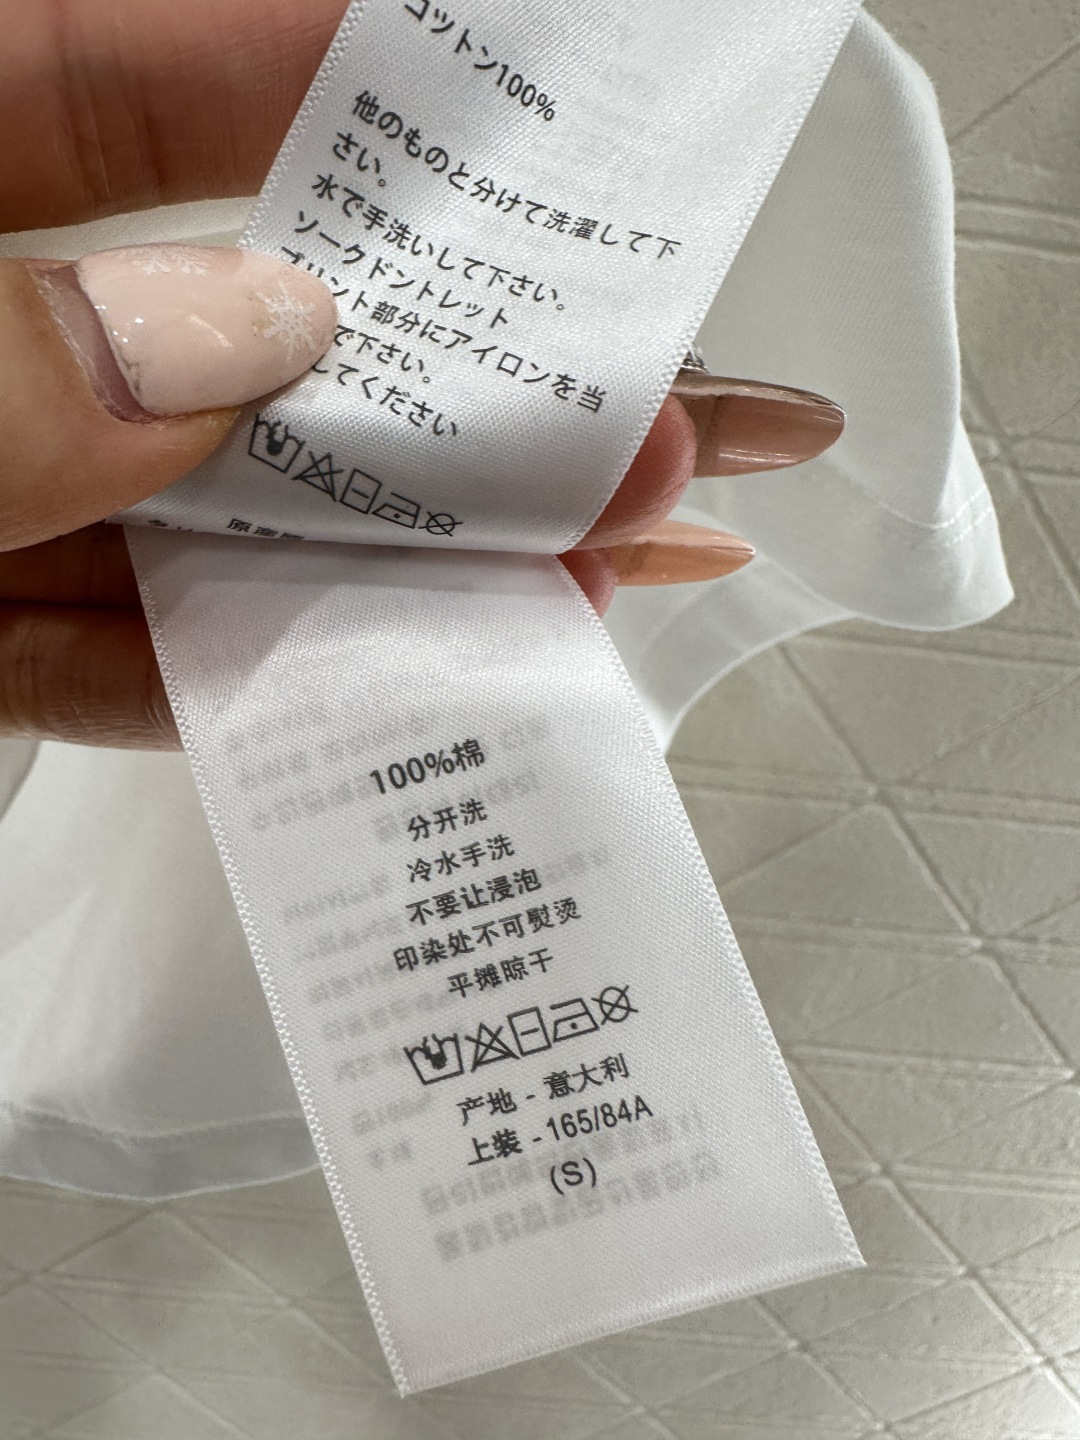 コットン100%
他のものと分けて洗濯して下
さい。
水で手洗いして下さい。
ソークドントレット
プリント部分にアイロンを当
で下さい。
してください
原産
100%棉
分开洗
冷水手洗
不要让浸泡
印染处不可熨烫
平摊晾干
产地 - 意大利
上装 - 165/84A
(S)